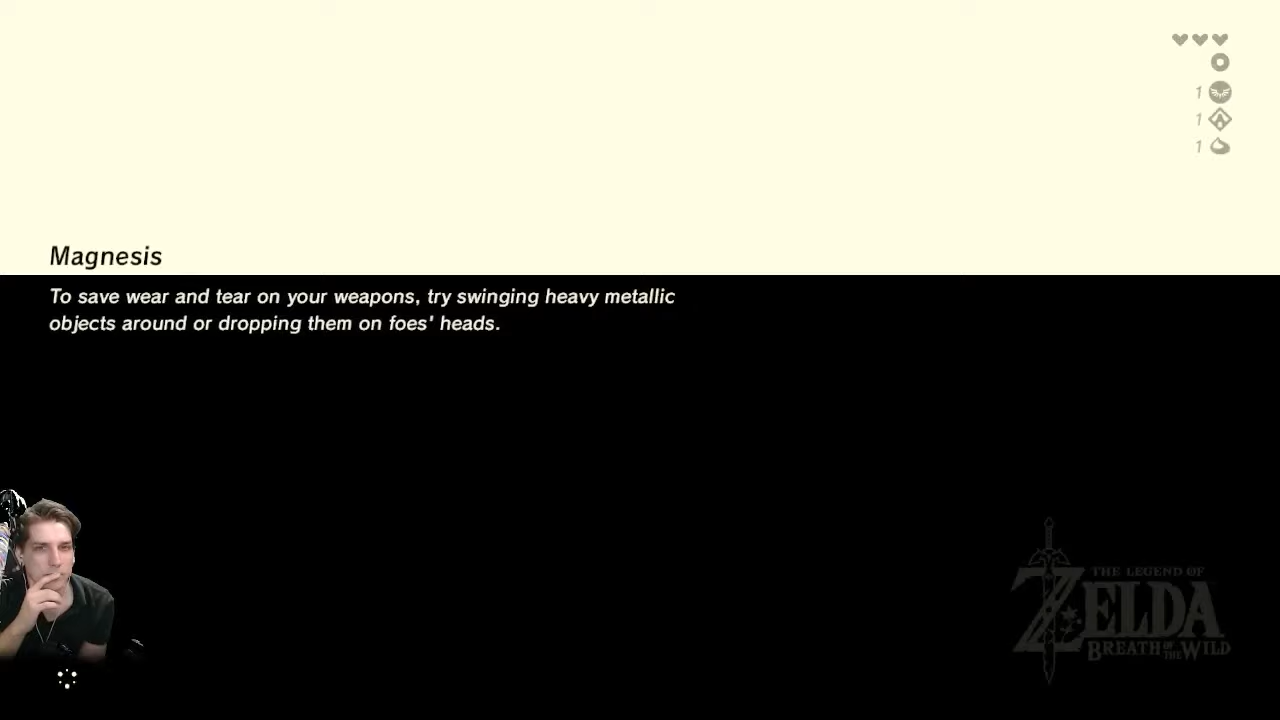 1
1
1
Magnesis
To save wear and tear on your weapons, try swinging heavy metallic
objects around or dropping them on foes' heads.
THE LEGEND OF
ZELDA
BREATH OF THE WILD